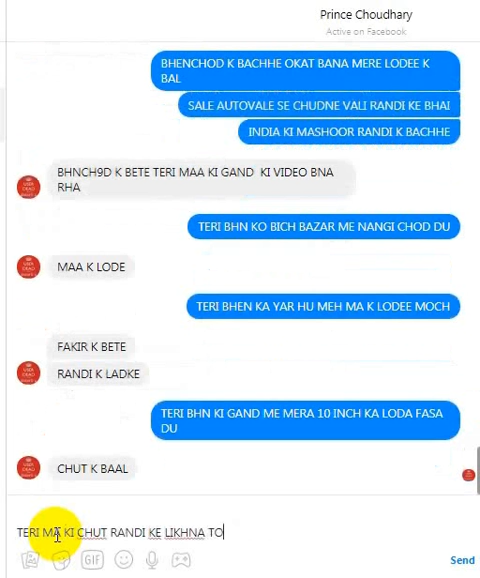 Prince Choudhary
Active on Facebook
BHENCHOD K BACHHE OKAT BANA MERE LODEE K
BAL
SALE AUTOVALE SE CHUDNE VALI RANDI KE BHAI
INDIA KI MASHOOR RANDI K BACHHE
BHNCH9D K BETE TERI MAA KI GAND KI VIDEO BNA
RHA
TERI BHN KO BICH BAZAR ME NANGI CHOD DU
MAA K LODE
TERI BHEN KA YAR HU MEH MA K LODEE MOCH
FAKIR K BETE
RANDI K LADKE
TERI BHN KI GAND ME MERA 10 INCH KA LODA FASA
DU
CHUT K BAAL
TERI MA KI CHUT RANDI KE LIKHNA TO
GIF
Send